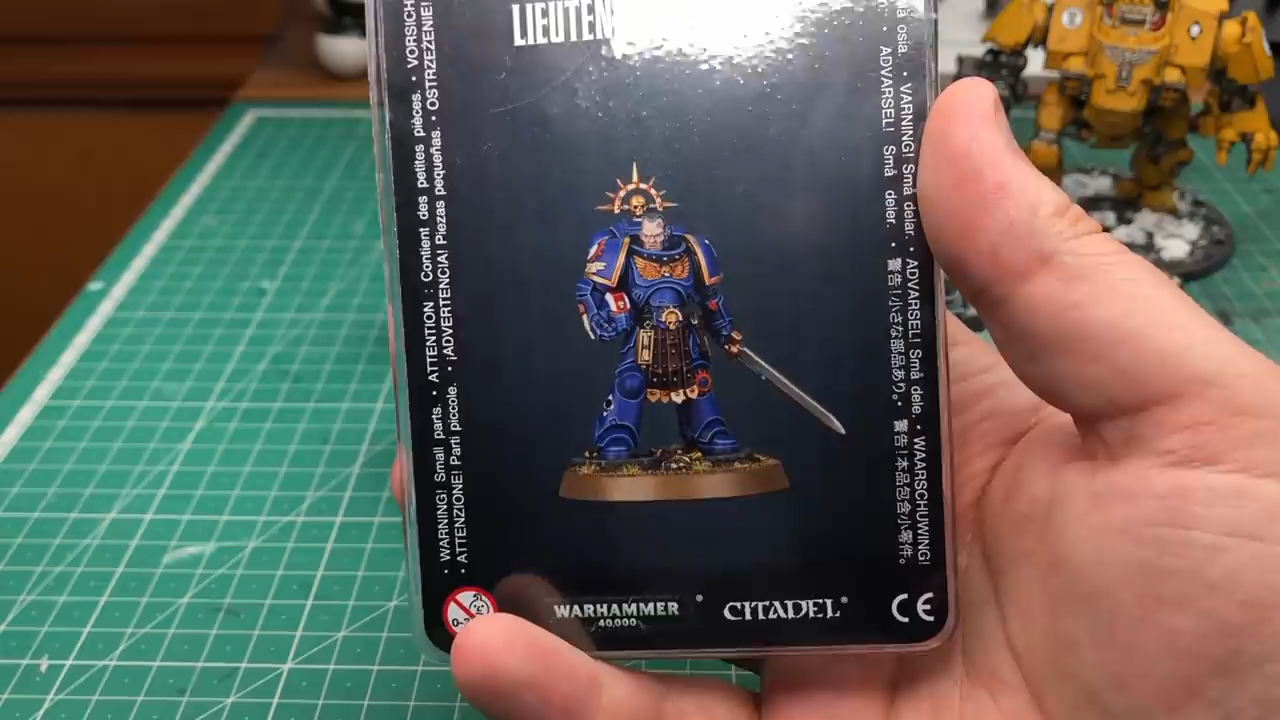 LIEUTEN
VORSICH
• WARNING! Small parts. • ATTENTION : Contient des petites pièces. •
• ATTENZIONE! Parti piccole. • ¡ADVERTENCIA! Piezas pequeñas. • OSTRZEŻENIE!
osia. • VARNING! Små delar. • ADVARSEL! Små dele. • WAARSCHUWING!
ADVARSEL! Små deler. • 警告!小さな部品あり。• 警告!本品包含小零件。
WARHAMMER
40,000
CITADEL®
CE